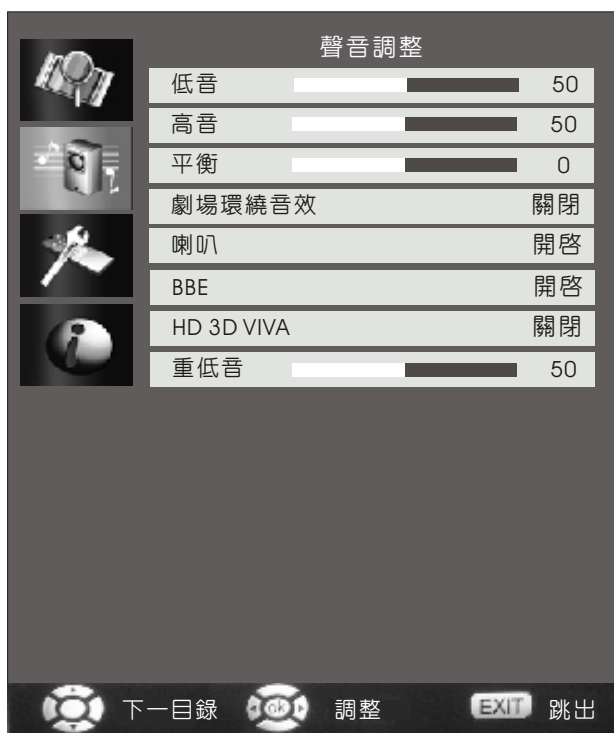 聲音調整
低音 50
高音 50
平衡 0
劇場環繞音效 關閉
喇叭 開啓
BBE 開啓
HD 3D VIVA 關閉
重低音 50
下一目錄 ok 調整 EXIT 跳出